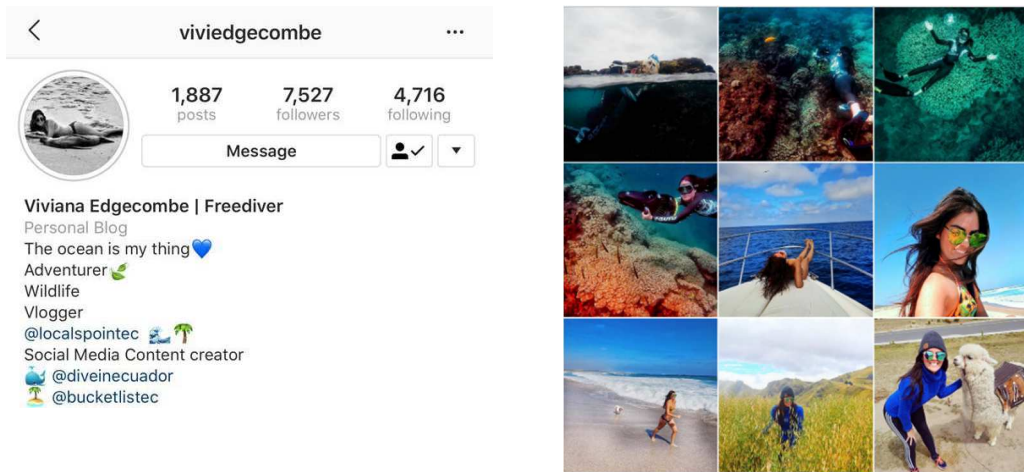 viviedgecombe
1,887 7,527 4,716
posts followers following
Message
Viviana Edgecombe | Freediver
Personal Blog
The ocean is my thing💙
Adventurer🌿
Wildlife
Vlogger
@localspointec 🌊🌴
Social Media Content creator
🐳 @diveinecuador
🏝 @bucketlistec